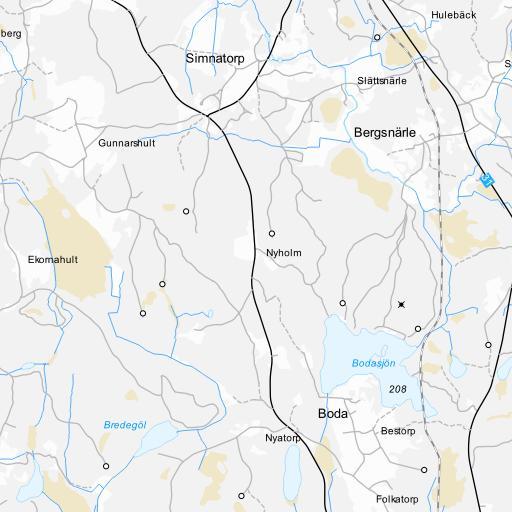 Hulebäck
berg
Simnatorp
S
Slättsnärle
Bergsnärle
Gunnarshult
Nyholm
Ekornahult
Bodasjön
208
Boda
Bredegöl
Bestorp
Nyatorp
Folkatorp